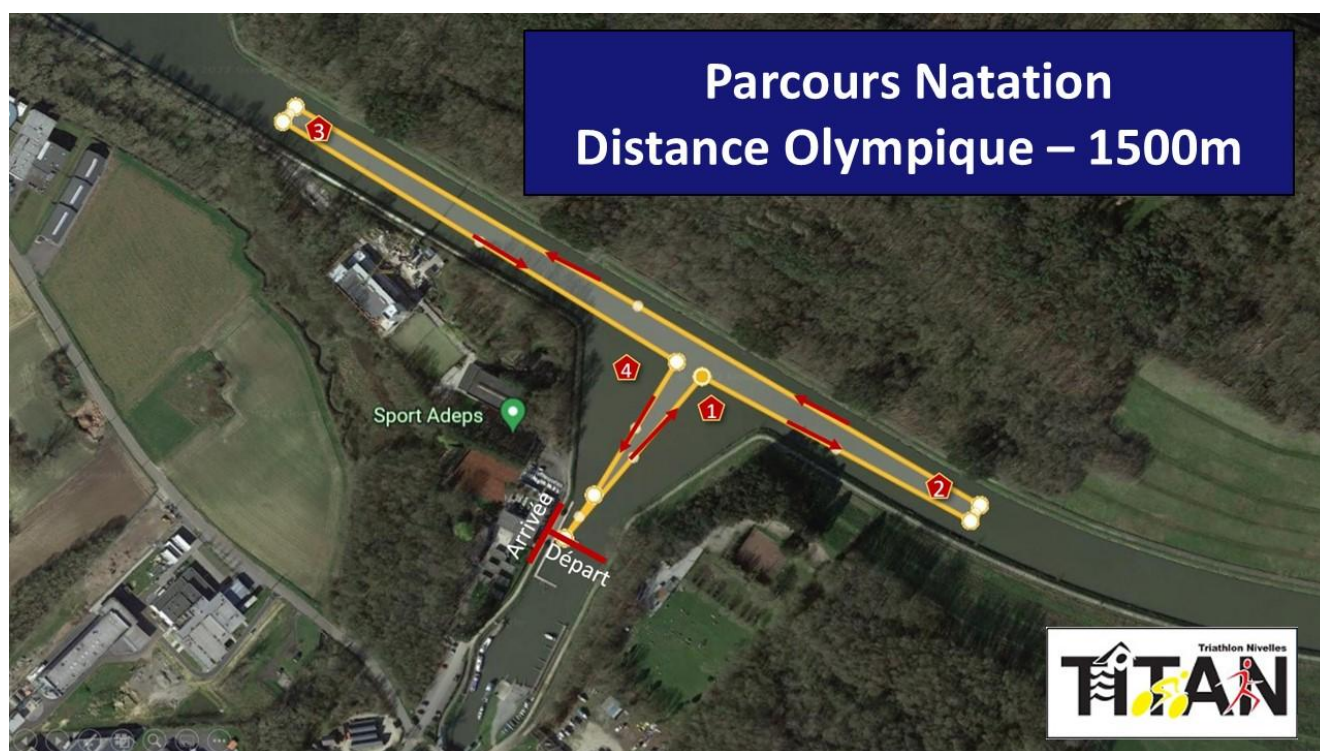 Parcours Natation
Distance Olympique – 1500m
3
4
1
Sport Adeps
2
Arrivée
Départ
Triathlon Nivelles
TiTAN